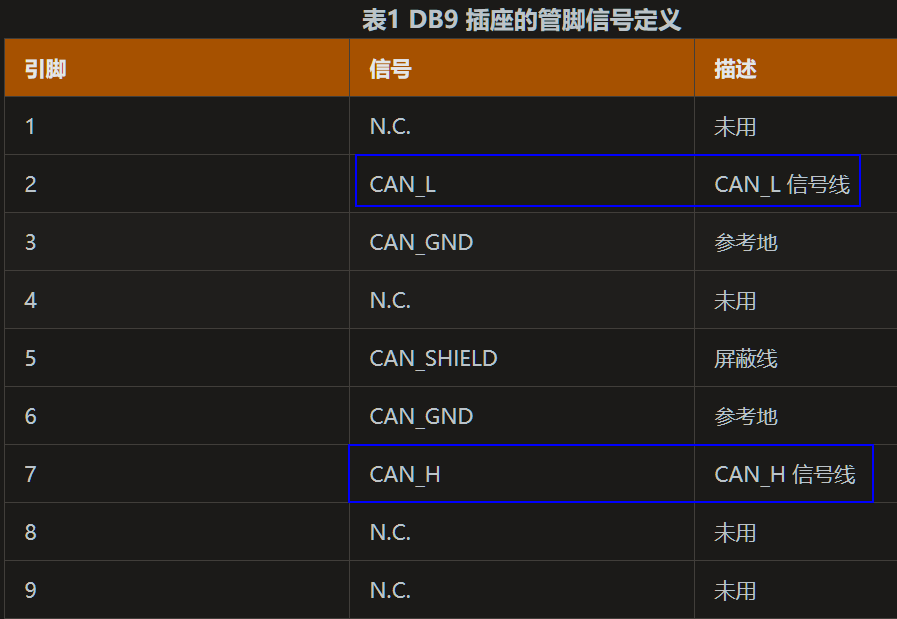 表1 DB9 插座的管脚信号定义
引脚 信号 描述
1 N.C. 未用
2 CAN_L CAN_L 信号线
3 CAN_GND 参考地
4 N.C. 未用
5 CAN_SHIELD 屏蔽线
6 CAN_GND 参考地
7 CAN_H CAN_H 信号线
8 N.C. 未用
9 N.C. 未用